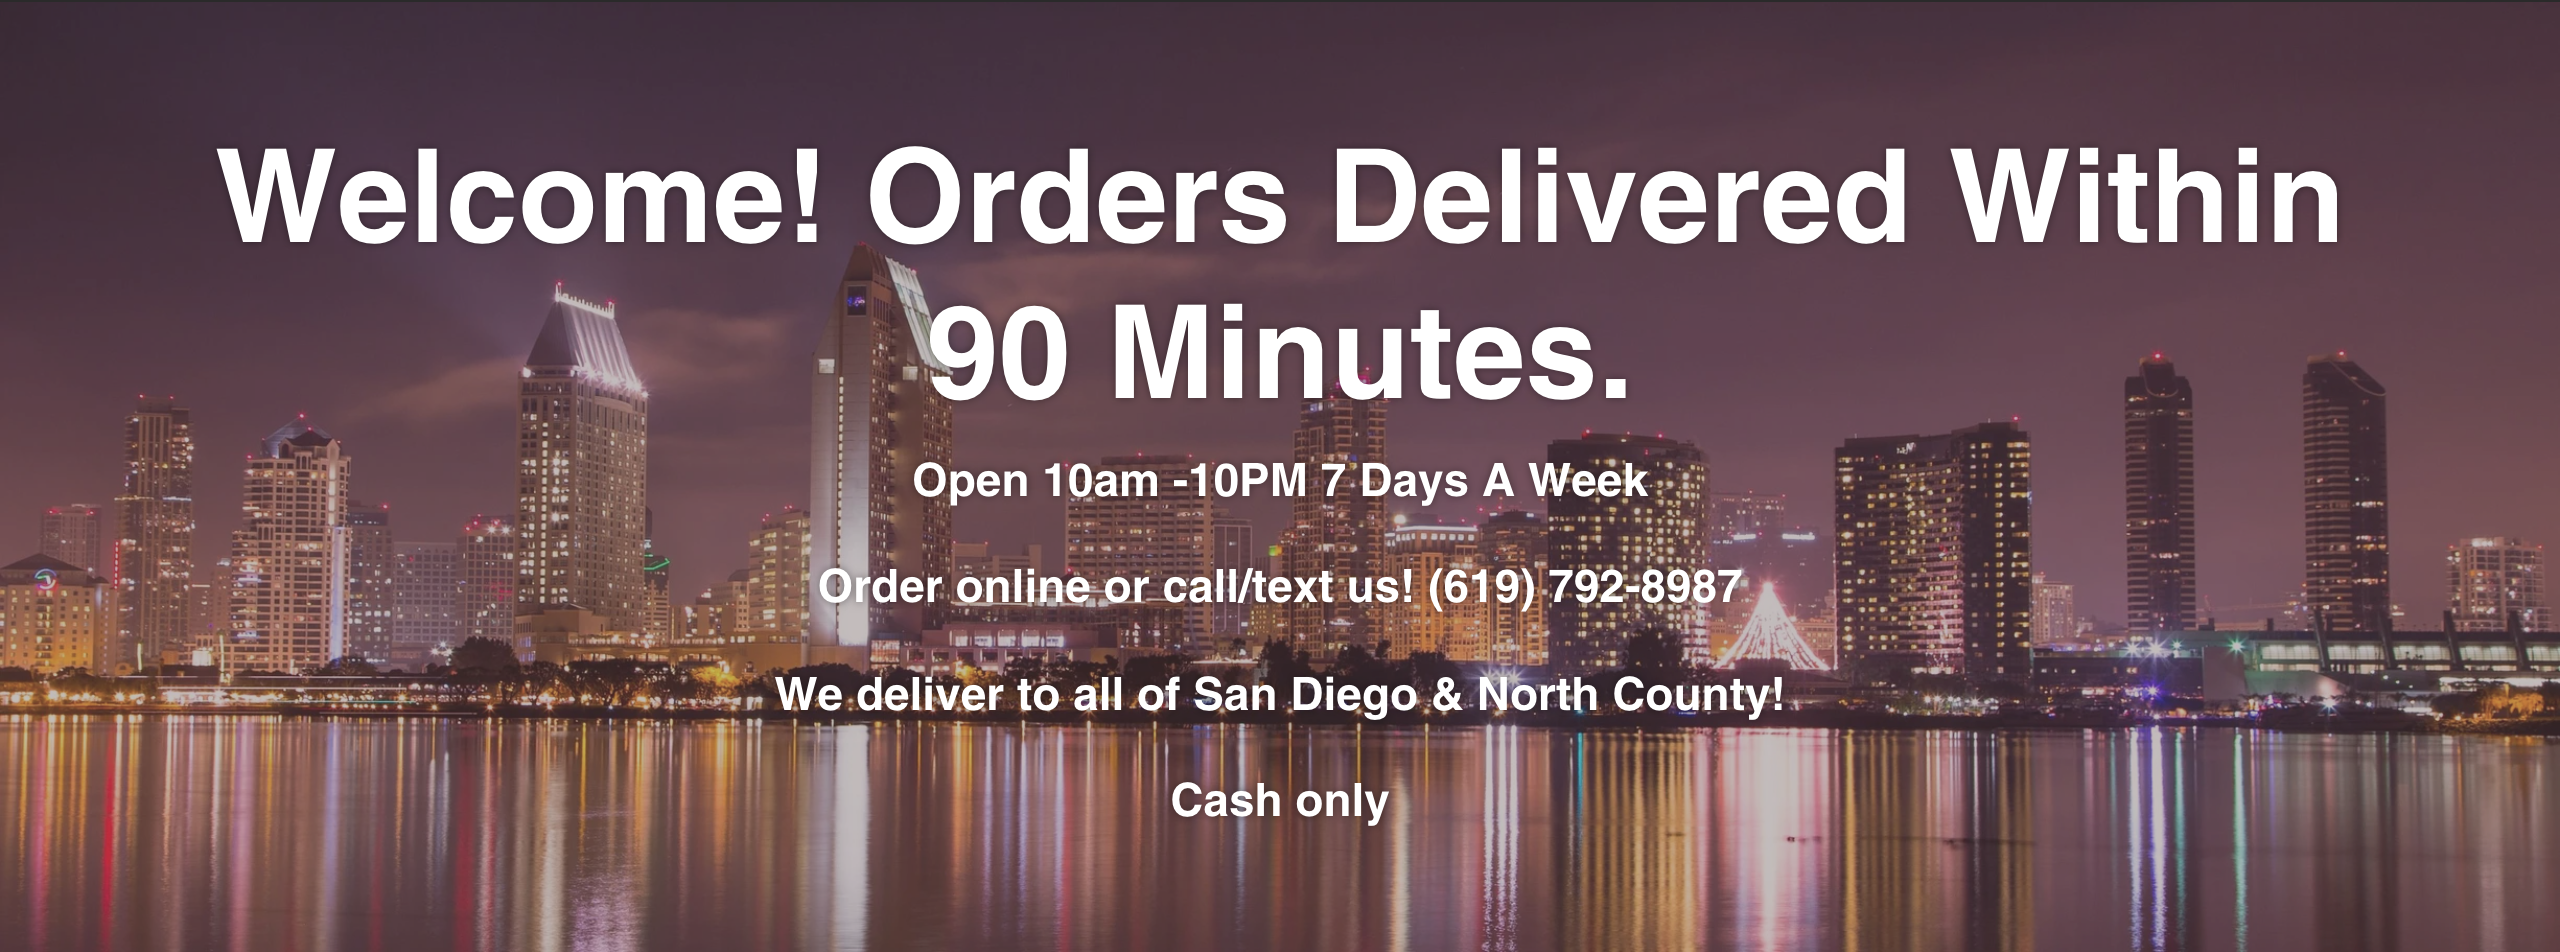 Welcome! Orders Delivered Within
90 Minutes.
Open 10am -10PM 7 Days A Week
Order online or call/text us! (619) 792-8987
We deliver to all of San Diego & North County!
Cash only